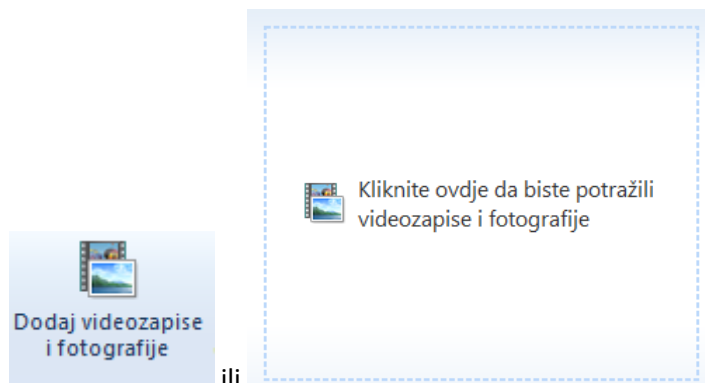 Kliknite ovdje da biste potražili
videozapise i fotografije
Dodaj videozapise
i fotografije
ili